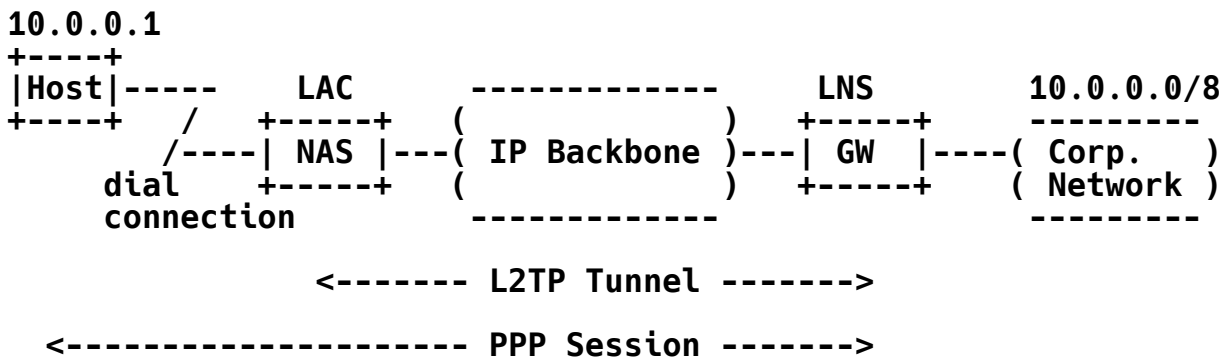 10.0.0.1
+----+
|Host|-----    LAC      -------------     LNS        10.0.0.0/8
+----+   /   +-----+   (             )   +-----+     ---------
        /----| NAS |---( IP Backbone )---| GW  |----( Corp.   )
     dial    +-----+   (             )   +-----+    ( Network )
     connection         -------------                ---------
                <------- L2TP Tunnel ------->
  <--------------------- PPP Session ------->